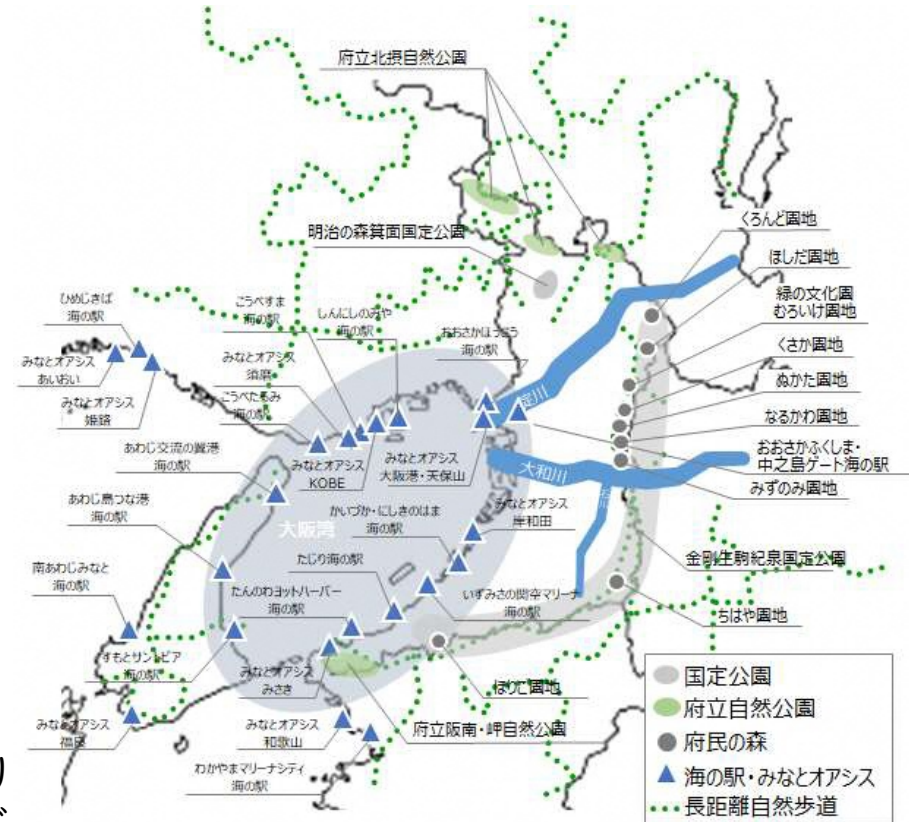 府立北摂自然公園
明治の森箕面国定公園
くろんど園地
ほしだ園地
緑の文化園
むろいけ園地
くさか園地
ぬかた園地
なるかわ園地
おおさかふくしま・
中之島ゲート海の駅
みずのみ園地
金剛生駒紀泉国定公園
ちはや園地
ひめじきば
海の駅
みなとオアシス
あいおい
みなとオアシス
姫路
こうべすま
海の駅
しんにしのみや
海の駅
おおさかほっこう
海の駅
みなとオアシス
須磨
こうべたるみ
海の駅
みなとオアシス
KOBE
みなとオアシス
大阪港・天保山
淀川
大和川
あわじ交流の翼港
海の駅
あわじ島つな港
海の駅
大阪湾
かいづか・にしきのはま
海の駅
みなとオアシス
岸和田
たじり海の駅
たんのわヨットハーバー
海の駅
いずみさの関空マリーナ
海の駅
南あわじみなと
海の駅
すもとサントピア
海の駅
みなとオアシス
みさき
みなとオアシス
福良
みなとオアシス
和歌山
わかやまマリーナシティ
海の駅
ほりご園地
府立阪南・岬自然公園
国定公園
府立自然公園
府民の森
海の駅・みなとオアシス
長距離自然歩道
り